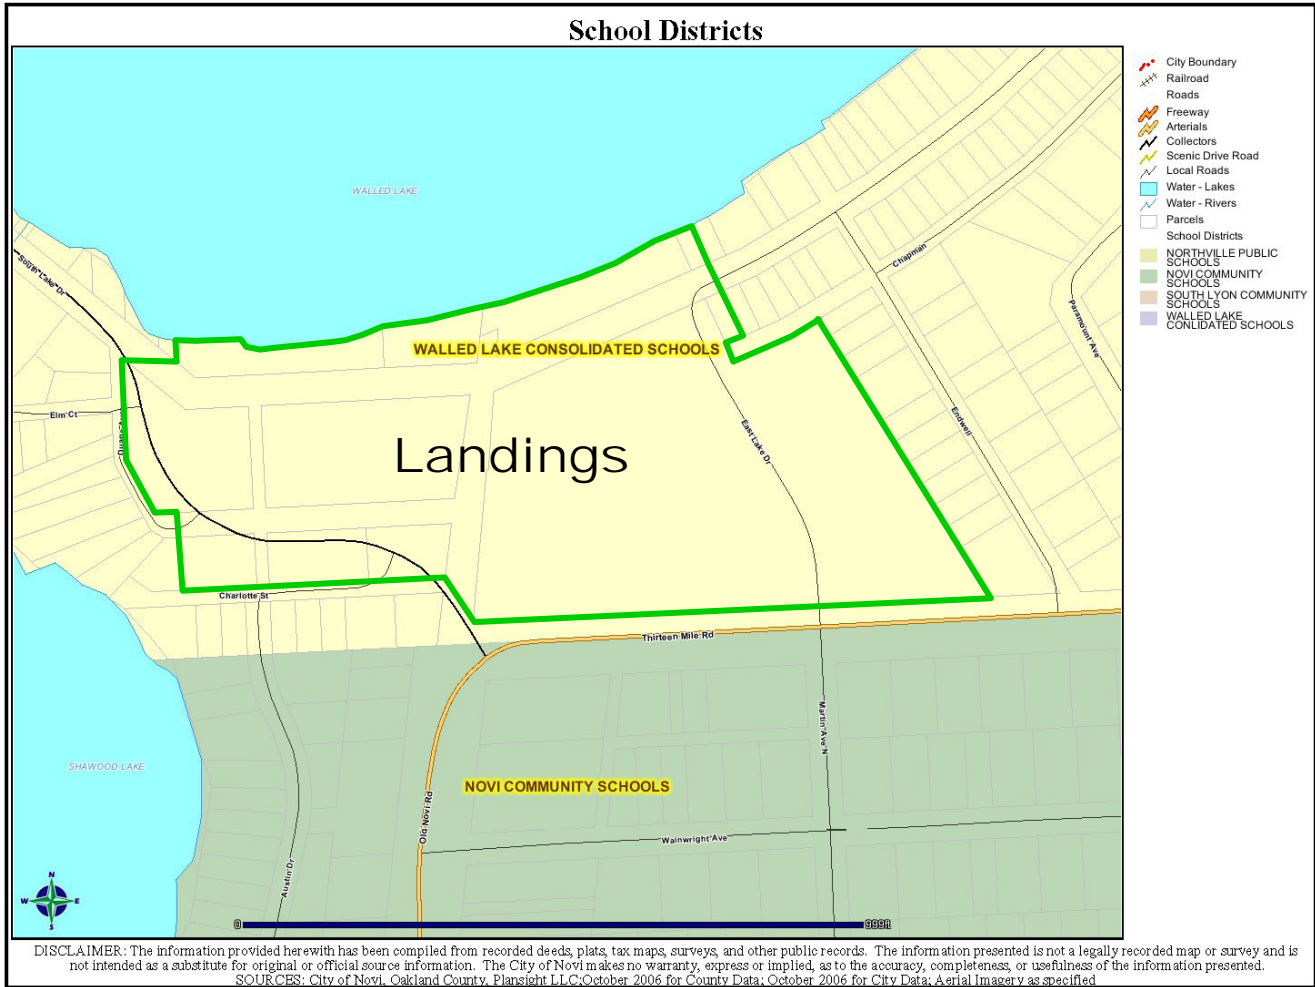 School Districts
WALLED LAKE
South Lake Dr
Elm Ct
WALLED LAKE CONSOLIDATED SCHOOLS
Landings
Chapman
Paramount Ave
Endwell
East Lake Dr
Charlotte St
Thirteen Mile Rd
Martin Ave N
SHAWOOD LAKE
NOVI COMMUNITY SCHOOLS
Old Novi Rd
Wainwright Ave
Austin Dr
N
W E
S
0 999ft
City Boundary
Railroad
Roads
Freeway
Arterials
Collectors
Scenic Drive Road
Local Roads
Water - Lakes
Water - Rivers
Parcels
School Districts
NORTHVILLE PUBLIC
SCHOOLS
NOVI COMMUNITY
SCHOOLS
SOUTH LYON COMMUNITY
SCHOOLS
WALLED LAKE
CONLIDATED SCHOOLS
DISCLAIMER: The information provided herewith has been compiled from recorded deeds, plats, tax maps, surveys, and other public records. The information presented is not a legally recorded map or survey and is
not intended as a substitute for original or official source information. The City of Novi makes no warranty, express or implied, as to the accuracy, completeness, or usefulness of the information presented.
SOURCES: City of Novi, Oakland County, Plansight LLC;October 2006 for County Data; October 2006 for City Data; Aerial Imagery as specified